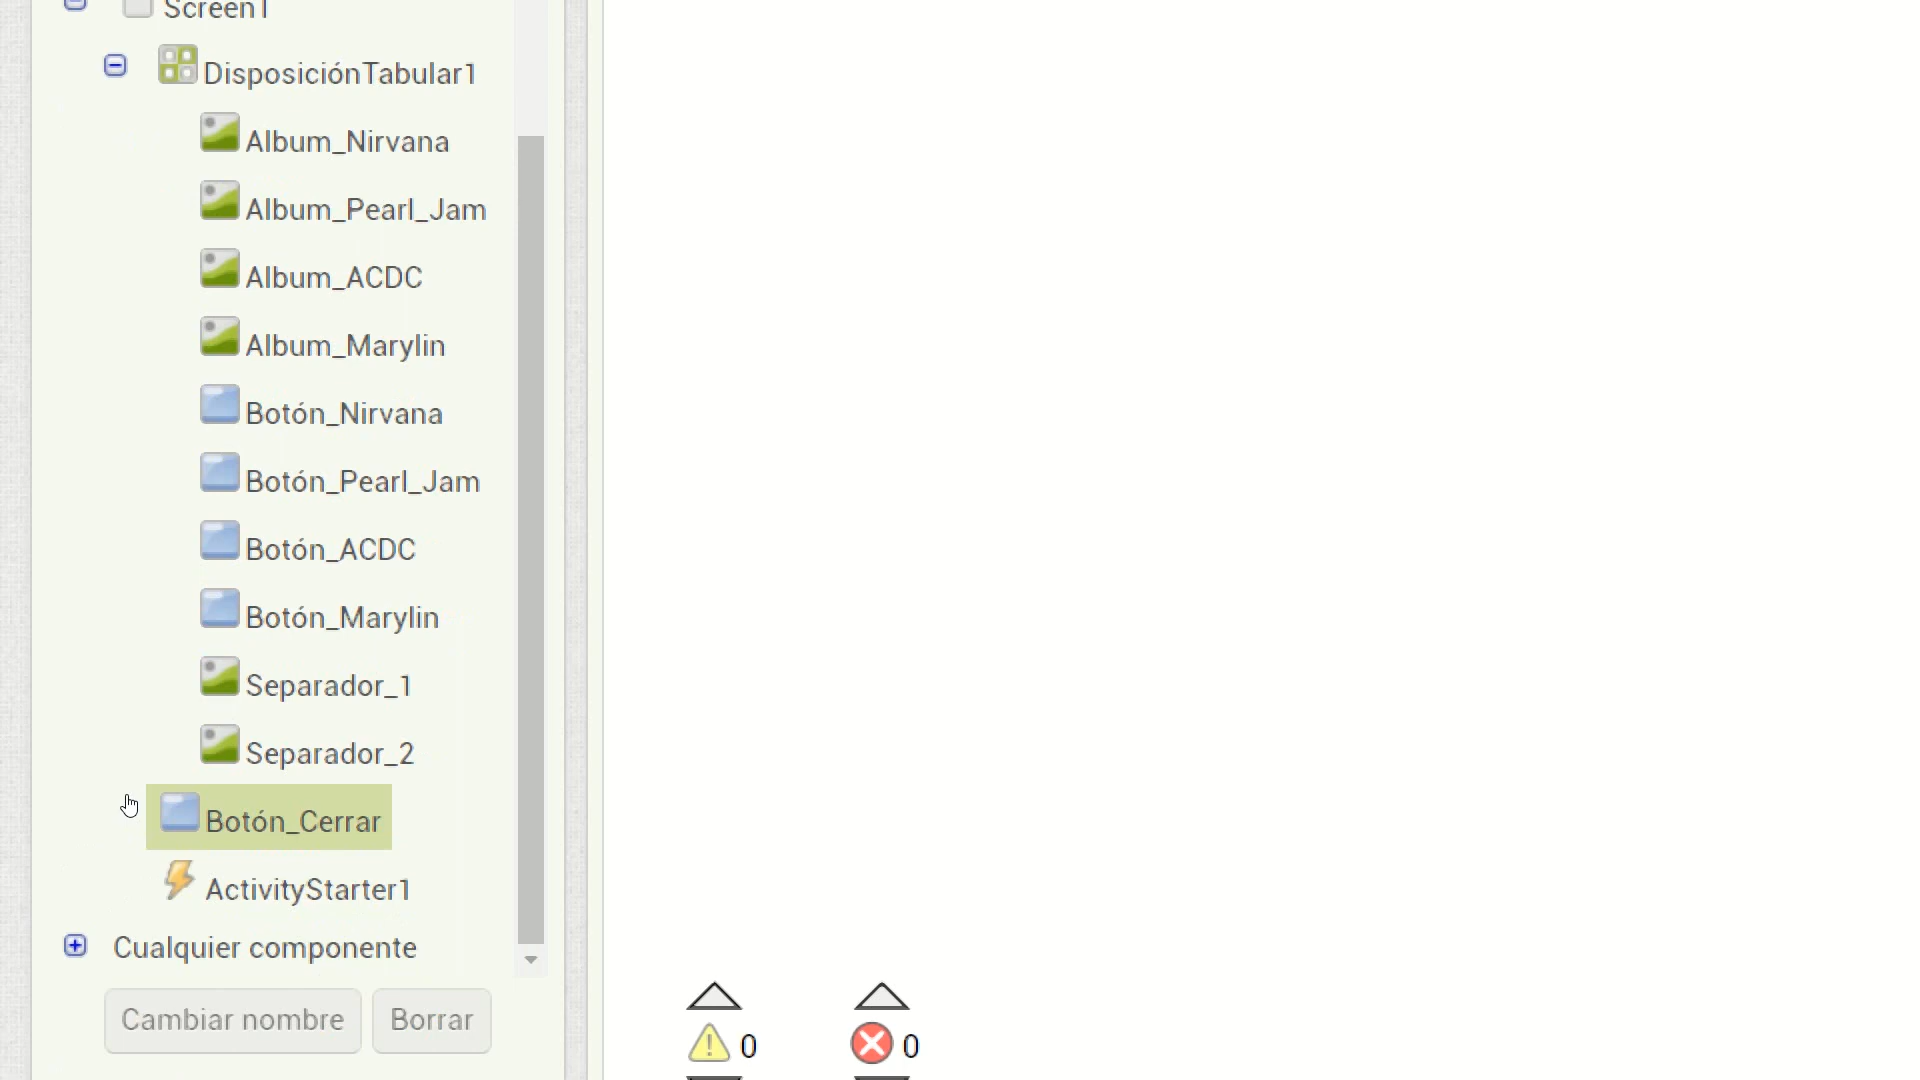 Screen1
DisposiciónTabular1
Album_Nirvana
Album_Pearl_Jam
Album_ACDC
Album_Marylin
Botón_Nirvana
Botón_Pearl_Jam
Botón_ACDC
Botón_Marylin
Separador_1
Separador_2
Botón_Cerrar
ActivityStarter1
Cualquier componente
Cambiar nombre Borrar
0 0